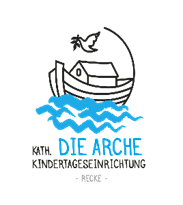 KATH. DIE ARCHE
KINDERTAGESEINRICHTUNG
- RECKE -